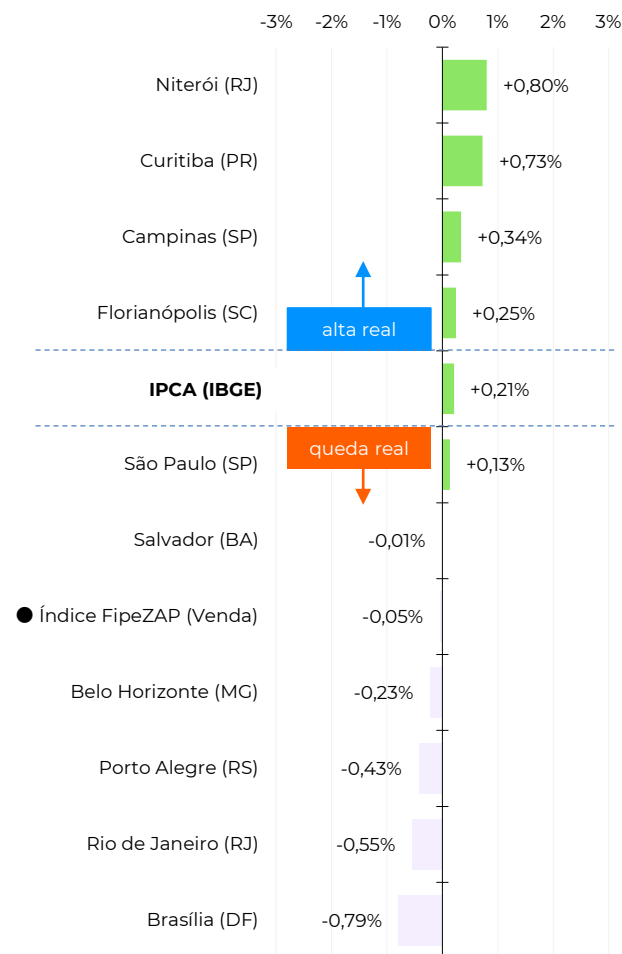 -3% -2% -1% 0% 1% 2% 3%
Niterói (RJ) +0,80%
Curitiba (PR) +0,73%
Campinas (SP) +0,34%
Florianópolis (SC) +0,25%
alta real
IPCA (IBGE) +0,21%
queda real
São Paulo (SP) +0,13%
Salvador (BA) -0,01%
Índice FipeZAP (Venda) -0,05%
Belo Horizonte (MG) -0,23%
Porto Alegre (RS) -0,43%
Rio de Janeiro (RJ) -0,55%
Brasília (DF) -0,79%